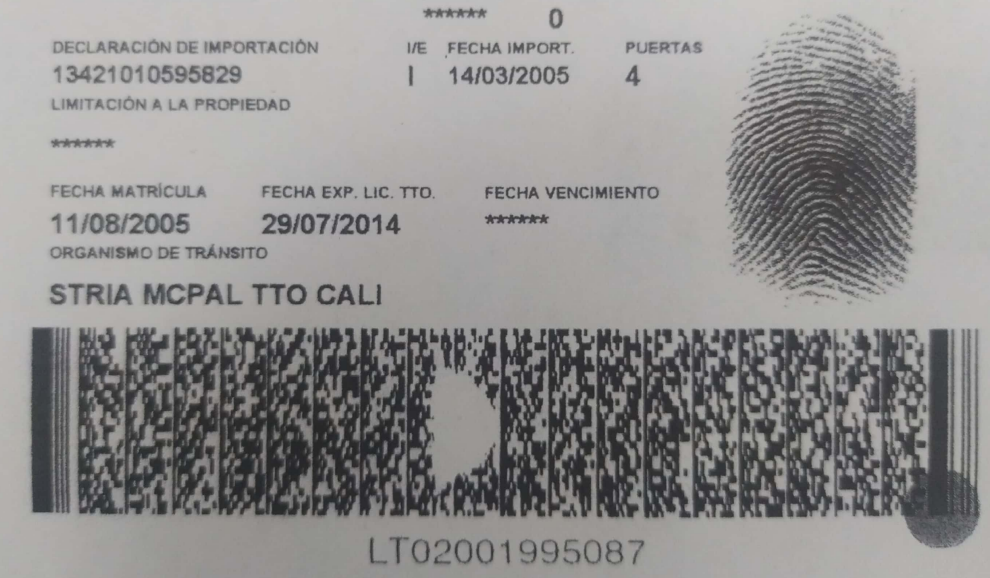 ****** 0
DECLARACIÓN DE IMPORTACIÓN I/E FECHA IMPORT. PUERTAS
13421010595829 I 14/03/2005 4
LIMITACIÓN A LA PROPIEDAD
******
FECHA MATRÍCULA FECHA EXP. LIC. TTO. FECHA VENCIMIENTO
11/08/2005 29/07/2014 ******
ORGANISMO DE TRÁNSITO
STRIA MCPAL TTO CALI
LT02001995087